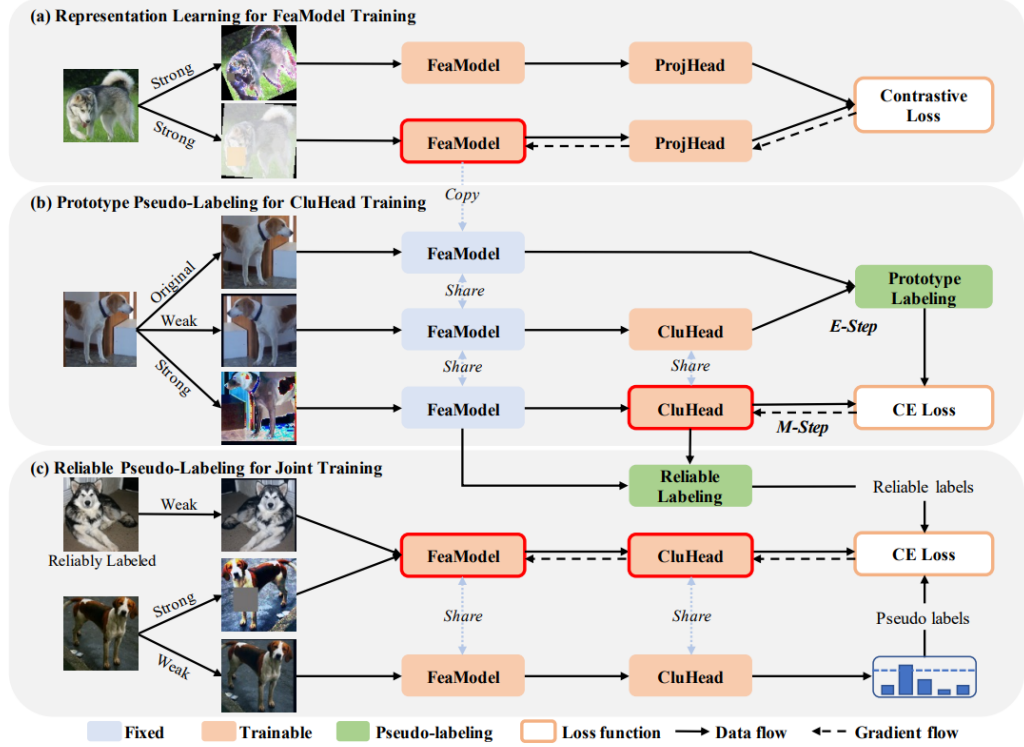 (a) Representation Learning for FeaModel Training
Strong
Strong
FeaModel
ProjHead
FeaModel
ProjHead
Contrastive
Loss
Copy
(b) Prototype Pseudo-Labeling for CluHead Training
Original
Weak
Strong
FeaModel
Share
FeaModel
CluHead
Share
Share
FeaModel
CluHead
Prototype
Labeling
E-Step
M-Step
CE Loss
(c) Reliable Pseudo-Labeling for Joint Training
Reliable
Labeling
Reliable labels
Weak
Reliably Labeled
Strong
Weak
FeaModel
CluHead
CE Loss
Share
Share
Pseudo labels
FeaModel
CluHead
Fixed
Trainable
Pseudo-labeling
Loss function
Data flow
Gradient flow